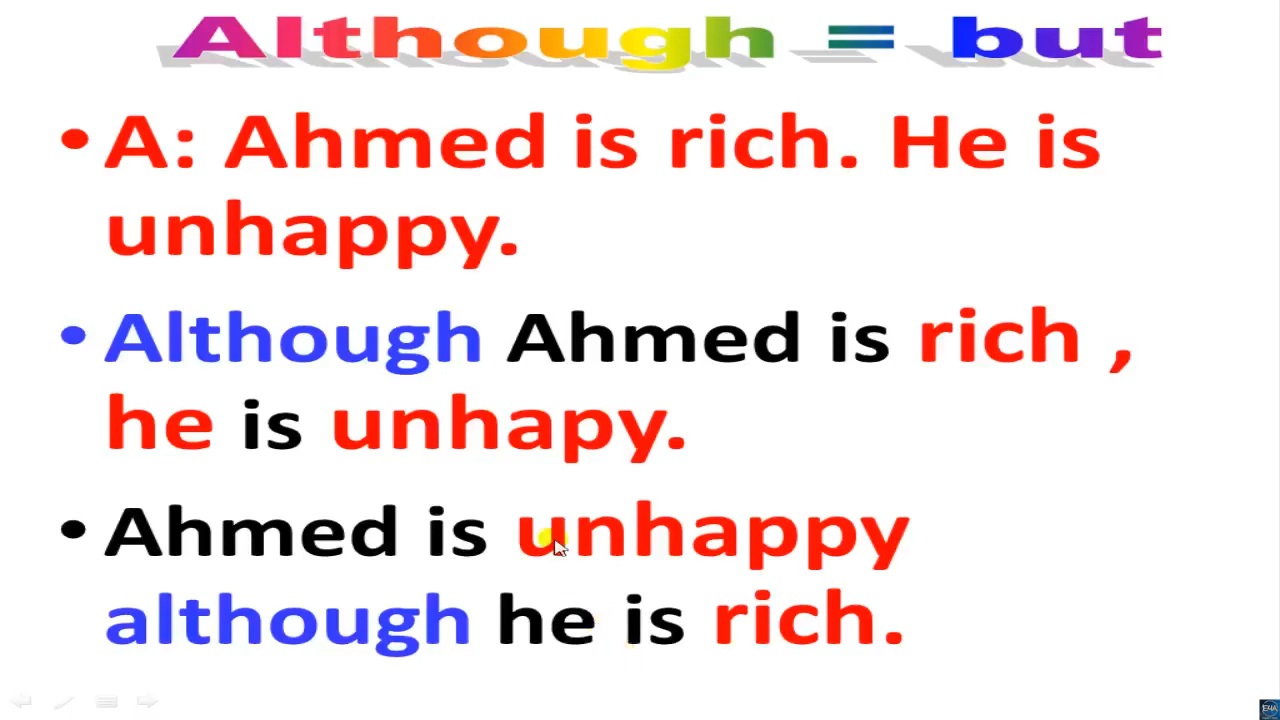 Although = but
• A: Ahmed is rich. He is
unhappy.
• Although Ahmed is rich ,
he is unhapy.
• Ahmed is unhappy
although he is rich.